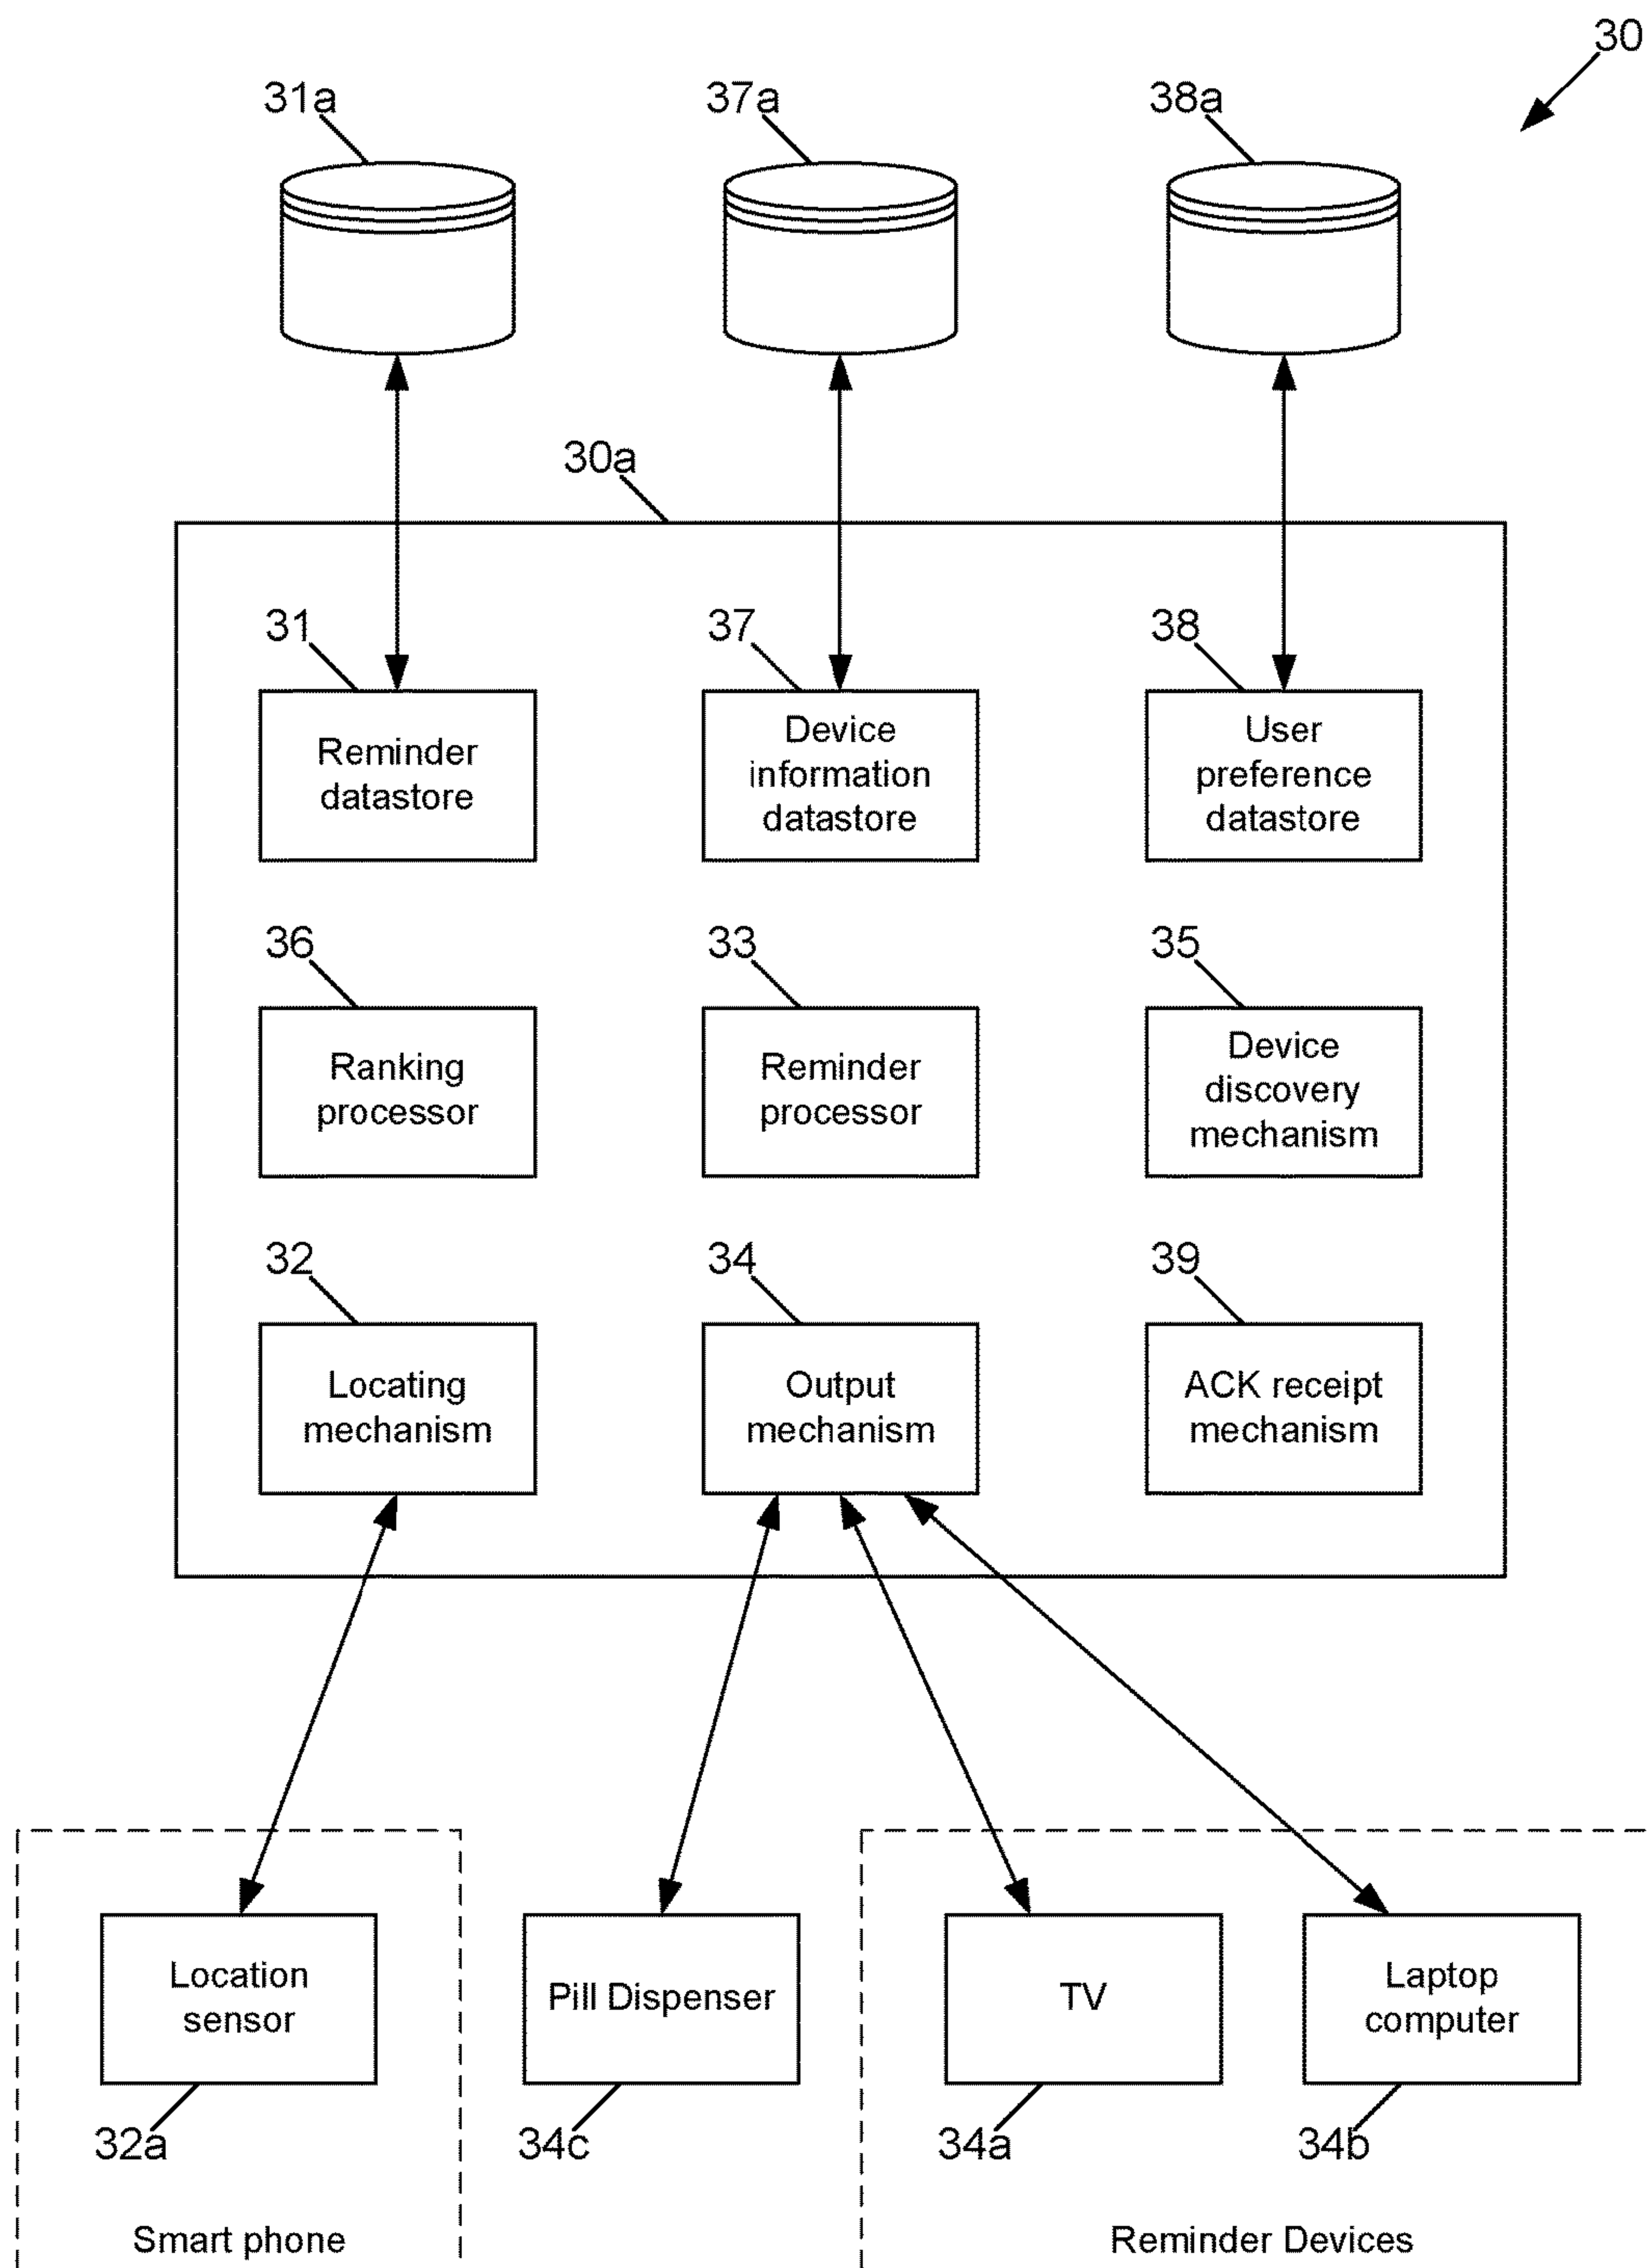 30
31a
37a
38a
30a
31
37
38
Reminder
datastore
Device
information
datastore
User
preference
datastore
36
33
35
Ranking
processor
Reminder
processor
Device
discovery
mechanism
32
34
39
Locating
mechanism
Output
mechanism
ACK receipt
mechanism
Location
sensor
Pill Dispenser
TV
Laptop
computer
32a
34c
34a
34b
Smart phone
Reminder Devices